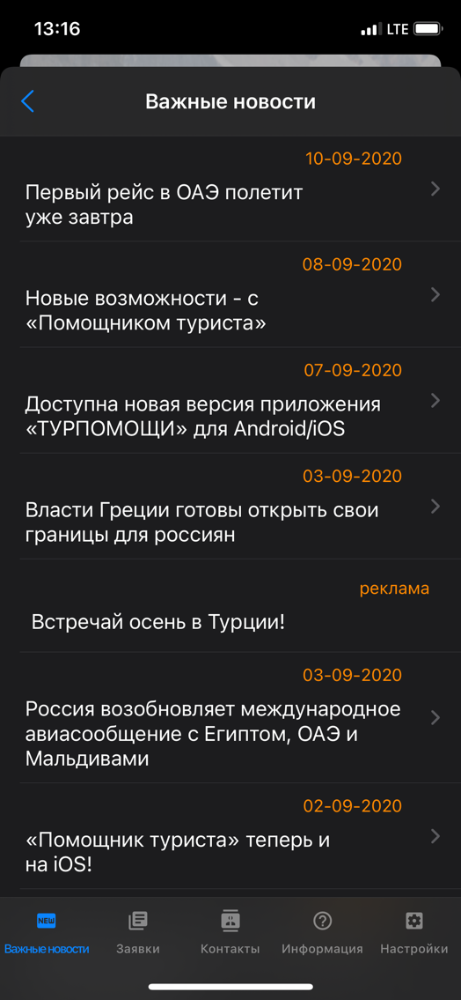 13:16
LTE
Важные новости
10-09-2020
Первый рейс в ОАЭ полетит
уже завтра
08-09-2020
Новые возможности - с
«Помощником туриста»
07-09-2020
Доступна новая версия приложения
«ТУРПОМОЩИ» для Android/iOS
03-09-2020
Власти Греции готовы открыть свои
границы для россиян
реклама
Встречай осень в Турции!
03-09-2020
Россия возобновляет международное
авиасообщение с Египтом, ОАЭ и
Мальдивами
02-09-2020
«Помощник туриста» теперь и
на iOS!
NEW
Важные новости Заявки Контакты Информация Настройки